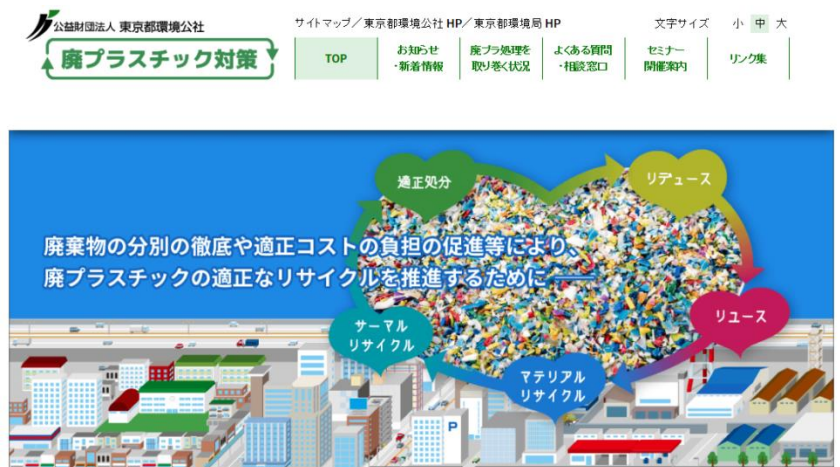 公益財団法人 東京都環境公社
サイトマップ／東京都環境公社 HP／東京都環境局 HP
文字サイズ 小 中 大
廃プラスチック対策
TOP
お知らせ
・新着情報
廃プラ処理を
取り巻く状況
よくある質問
・相談窓口
セミナー
開催案内
リンク集
適正処分
リデュース
廃棄物の分別の徹底や適正コストの負担の促進等により、
廃プラスチックの適正なリサイクルを推進するために――
リユース
サーマル
リサイクル
マテリアル
リサイクル
P